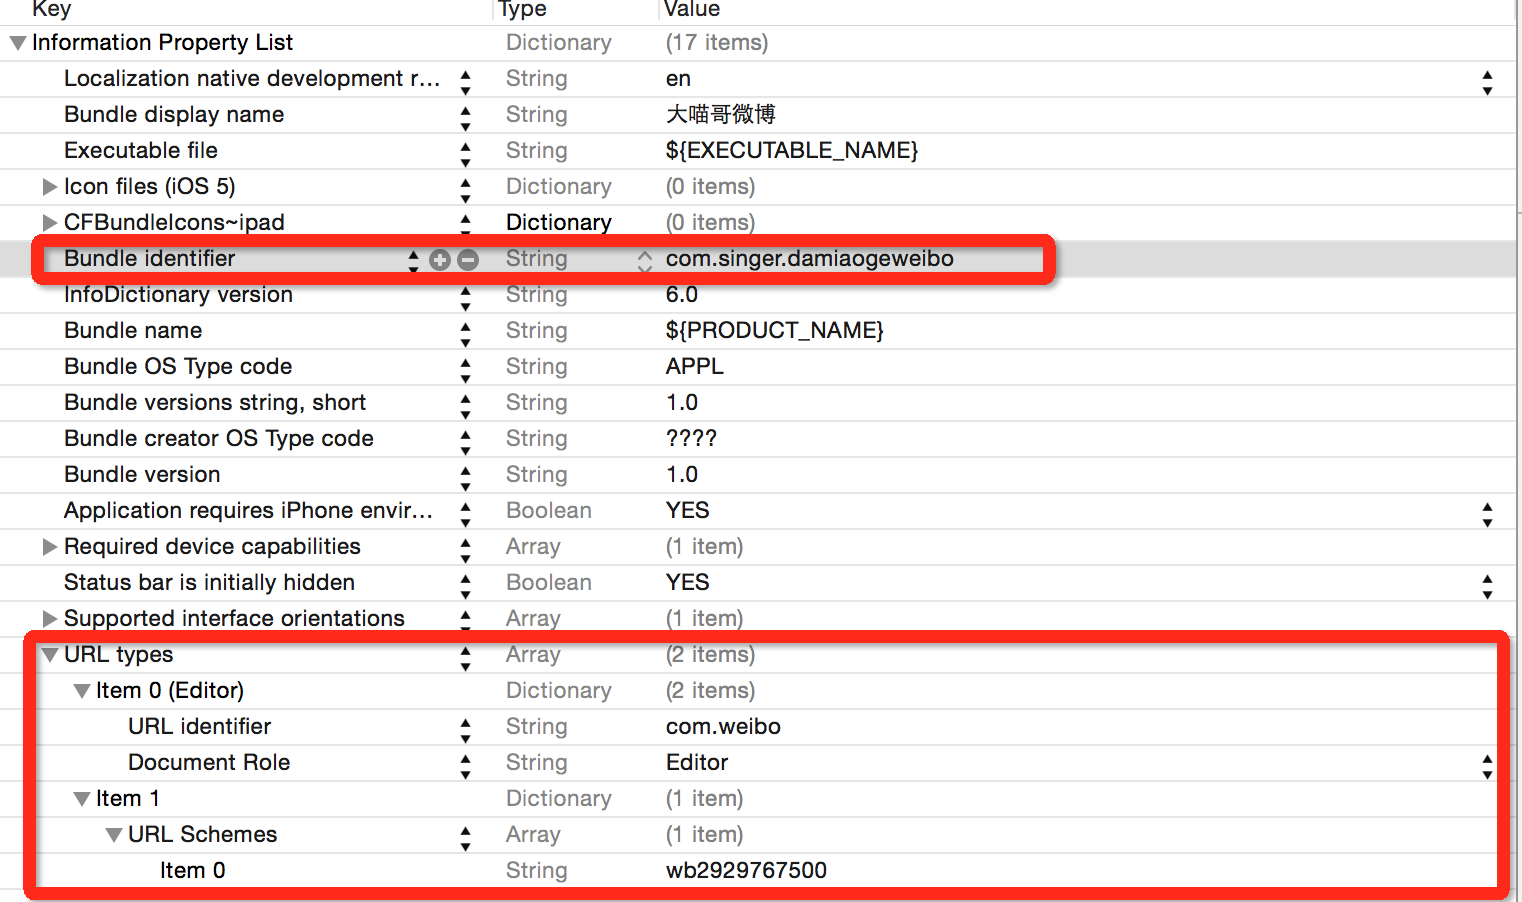 Key Type Value
Information Property List Dictionary (17 items)
Localization native development r... String en
Bundle display name String 大喵哥微博
Executable file String ${EXECUTABLE_NAME}
Icon files (iOS 5) Dictionary (0 items)
CFBundleIcons~ipad Dictionary (0 items)
Bundle identifier String com.singer.damiaogeweibo
InfoDictionary version String 6.0
Bundle name String ${PRODUCT_NAME}
Bundle OS Type code String APPL
Bundle versions string, short String 1.0
Bundle creator OS Type code String ????
Bundle version String 1.0
Application requires iPhone envir... Boolean YES
Required device capabilities Array (1 item)
Status bar is initially hidden Boolean YES
Supported interface orientations Array (1 item)
URL types Array (2 items)
Item 0 (Editor) Dictionary (2 items)
URL identifier String com.weibo
Document Role String Editor
Item 1 Dictionary (1 item)
URL Schemes Array (1 item)
Item 0 String wb2929767500